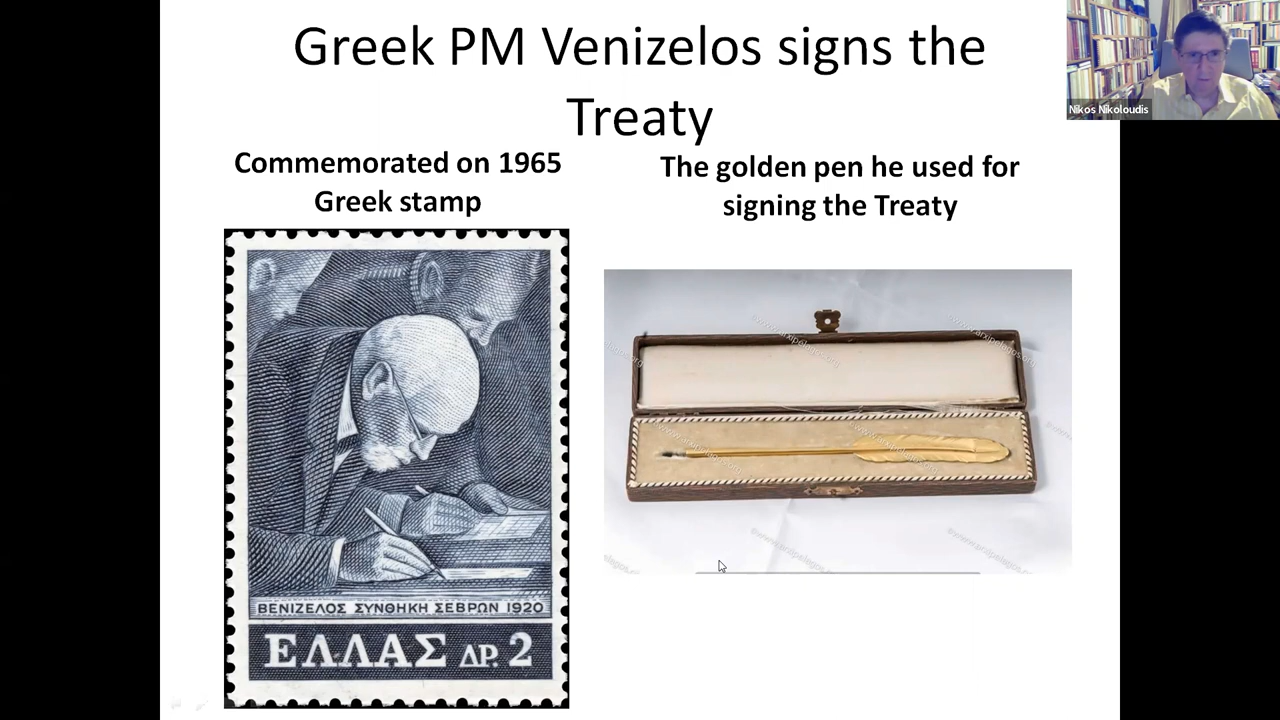 Greek PM Venizelos signs the
Treaty
Nikos Nikoloudis
Commemorated on 1965
Greek stamp
The golden pen he used for
signing the Treaty
ΒΕΝΙΖΕΛΟΣ ΣΥΝΘΗΚΗ ΣΕΒΡΩΝ 1920
ΕΛΛΑΣ ΔΡ. 2